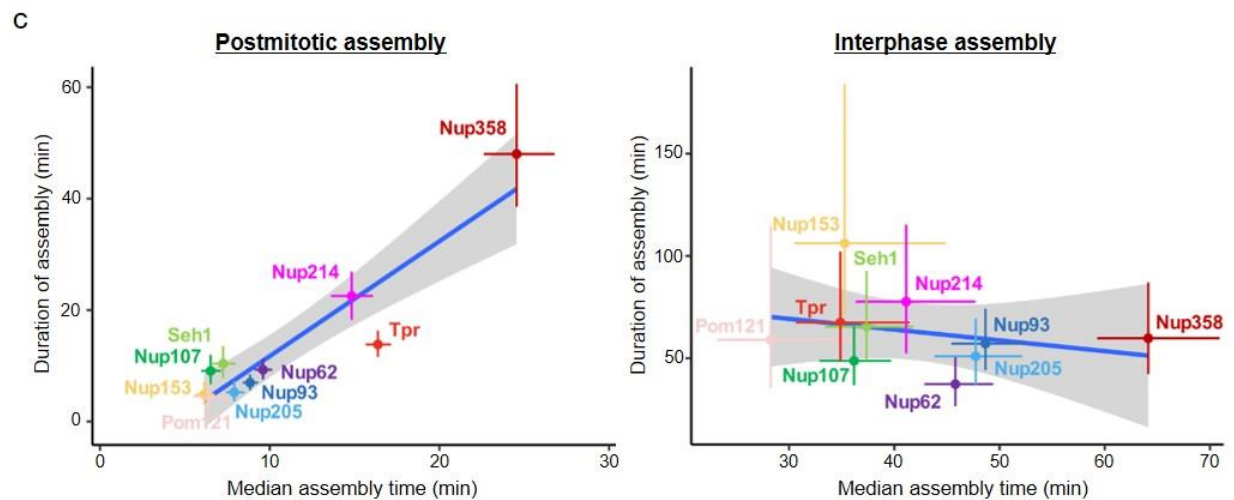 C
Postmitotic assembly
Duration of assembly (min)
60
40
20
0
Nup358
Nup214
Tpr
Seh1
Nup107
Nup62
Nup153
Nup93
Nup205
Pom121
0 10 20 30
Median assembly time (min)
Interphase assembly
Duration of assembly (min)
150
100
50
Nup153
Seh1
Nup214
Tpr
Nup93
Nup358
Pom121
Nup107
Nup205
Nup62
30 40 50 60 70
Median assembly time (min)